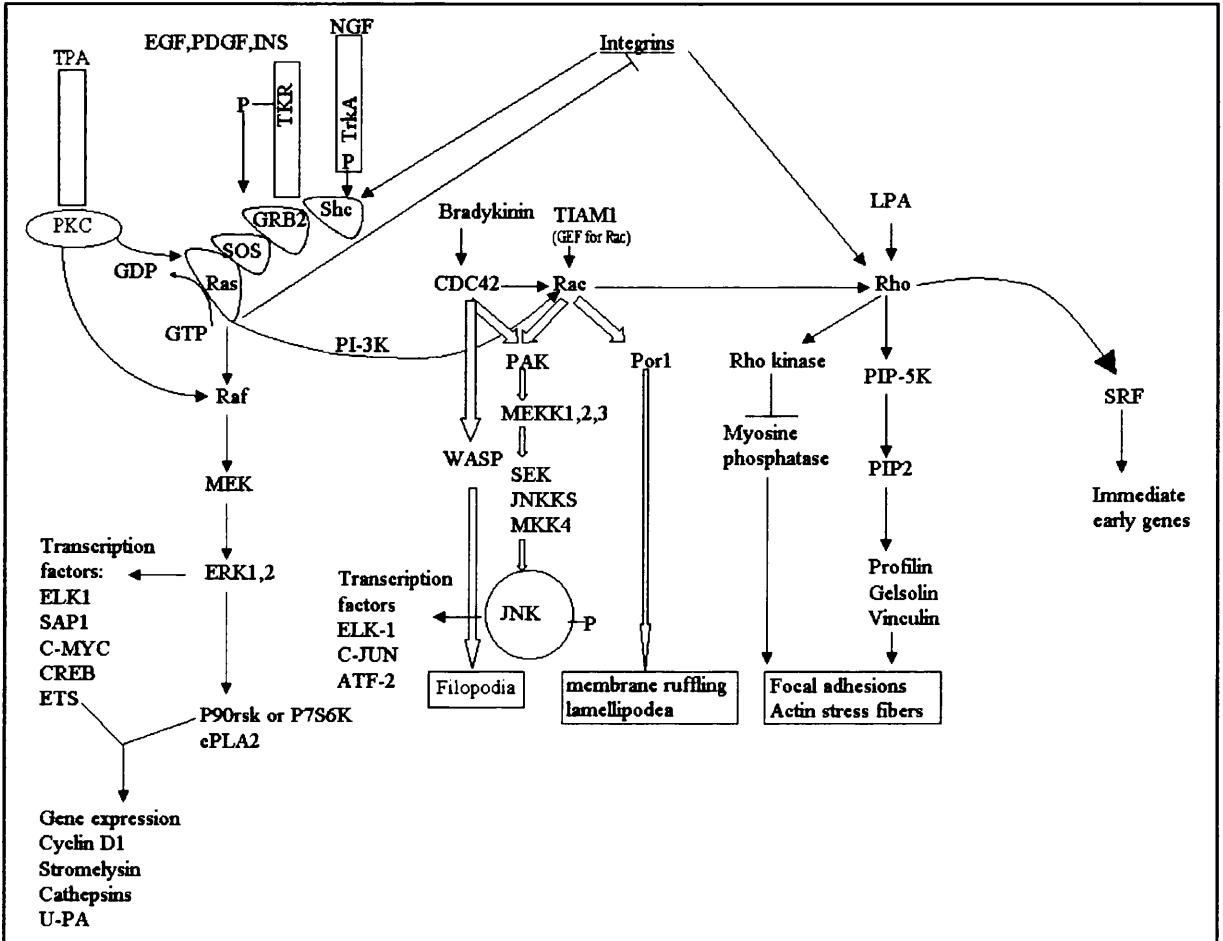 TPA
EGF,PDGF,INS
NGF
Integrins
P
TKR
TrkA
P
PKC
GDP
GTP
Ras
SOS
GRB2
Shc
Bradykinin
TIAM1
(GEF for Rac)
LPA
CDC42
Rac
Rho
PI-3K
Raf
PAK
Por1
Rho kinase
PIP-5K
SRF
MEKK1,2,3
Myosine
phosphatase
WASP
SEK
JNKKS
MKK4
PIP2
Immediate
early genes
MEK
Transcription
factors:
ELK1
SAP1
C-MYC
CREB
ETS
ERK1,2
Transcription
factors
ELK-1
C-JUN
ATF-2
JNK
P
Profilin
Gelsolin
Vinculin
Filopodia
membrane ruffling
lamellipodea
Focal adhesions
Actin stress fibers
P90rsk or P7S6K
cPLA2
Gene expression
Cyclin D1
Stromelysin
Cathepsins
U-PA